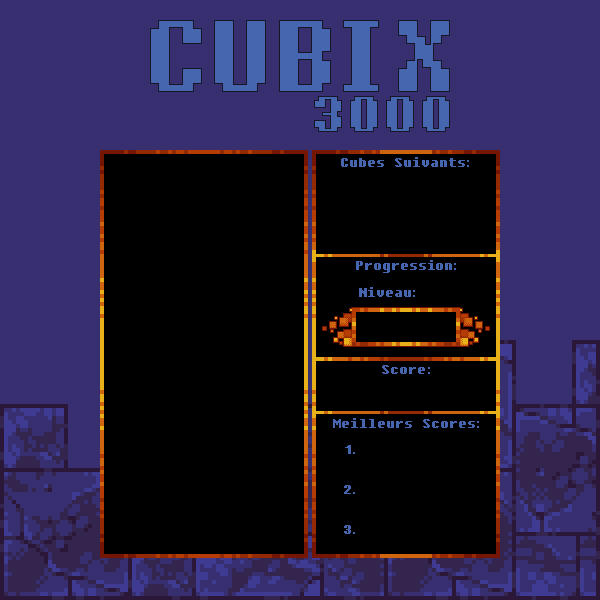 CUBIX
3000
Cubes Suivants:
Progression:
Niveau:
Score:
Meilleurs Scores:
1.
2.
3.